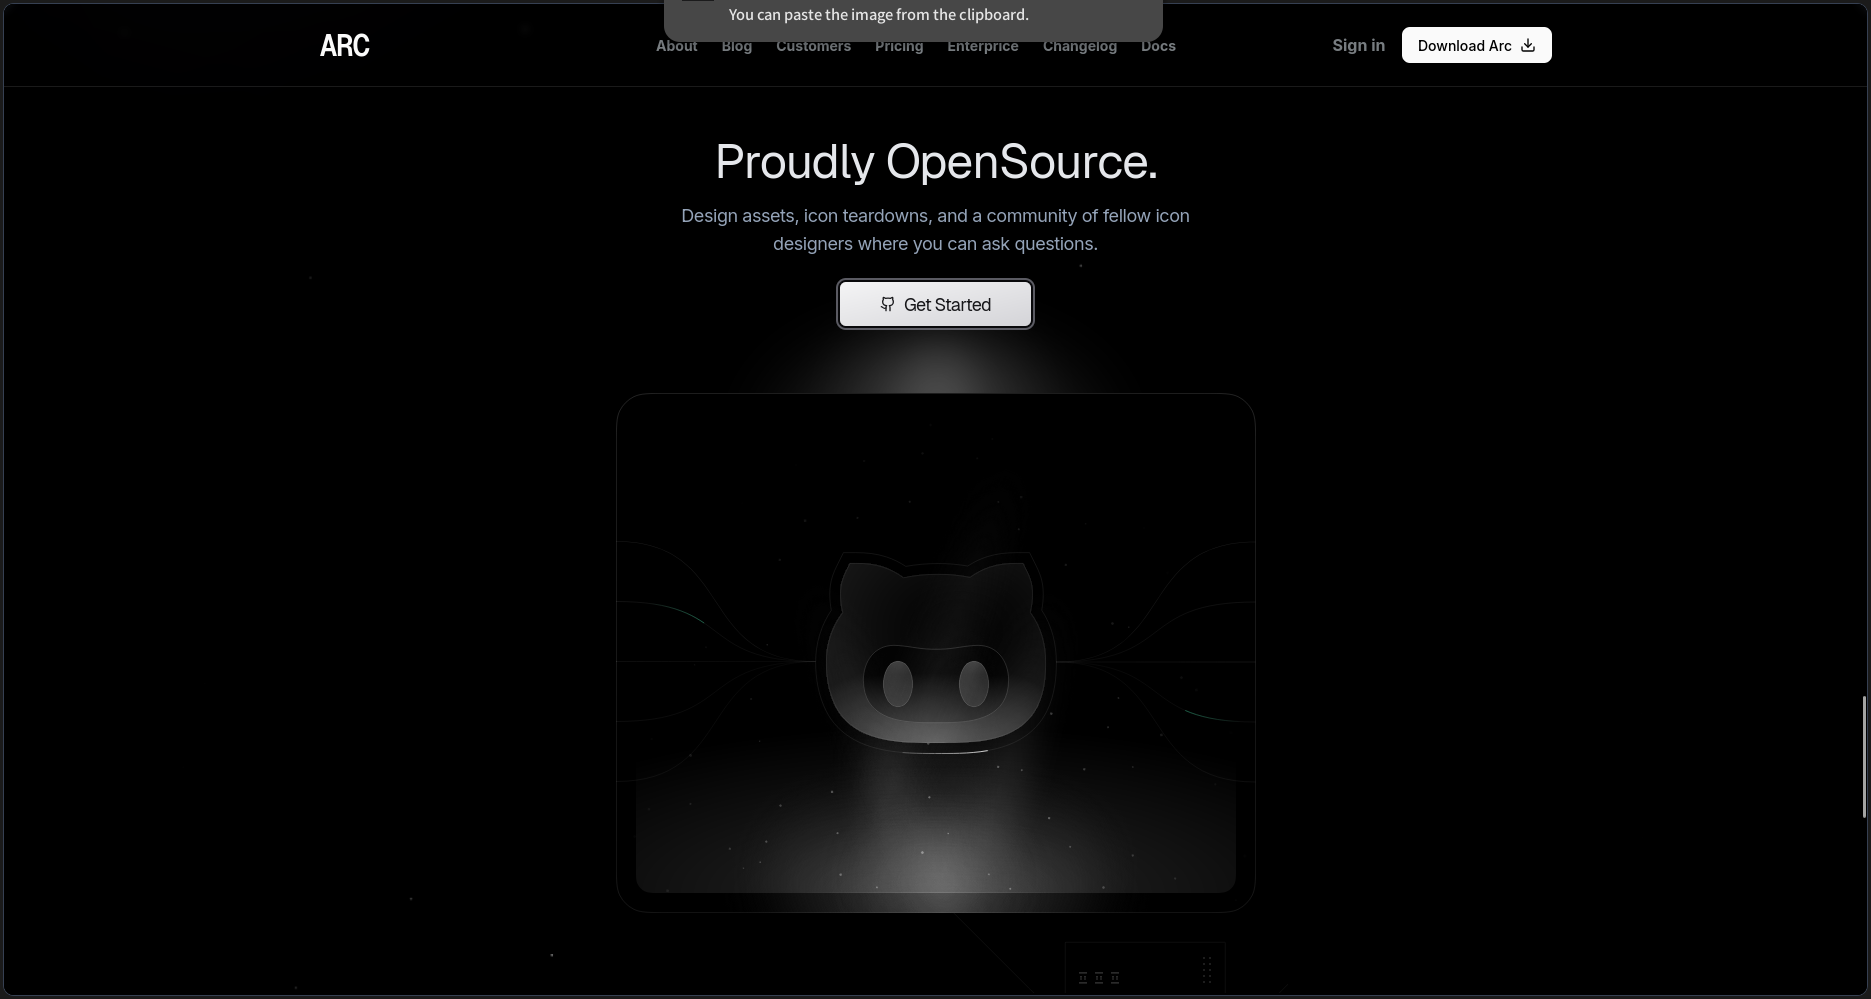 You can paste the image from the clipboard.
ARC
About Blog Customers Pricing Enterprice Changelog Docs
Sign in
Download Arc
Proudly OpenSource.
Design assets, icon teardowns, and a community of fellow icon
designers where you can ask questions.
Get Started